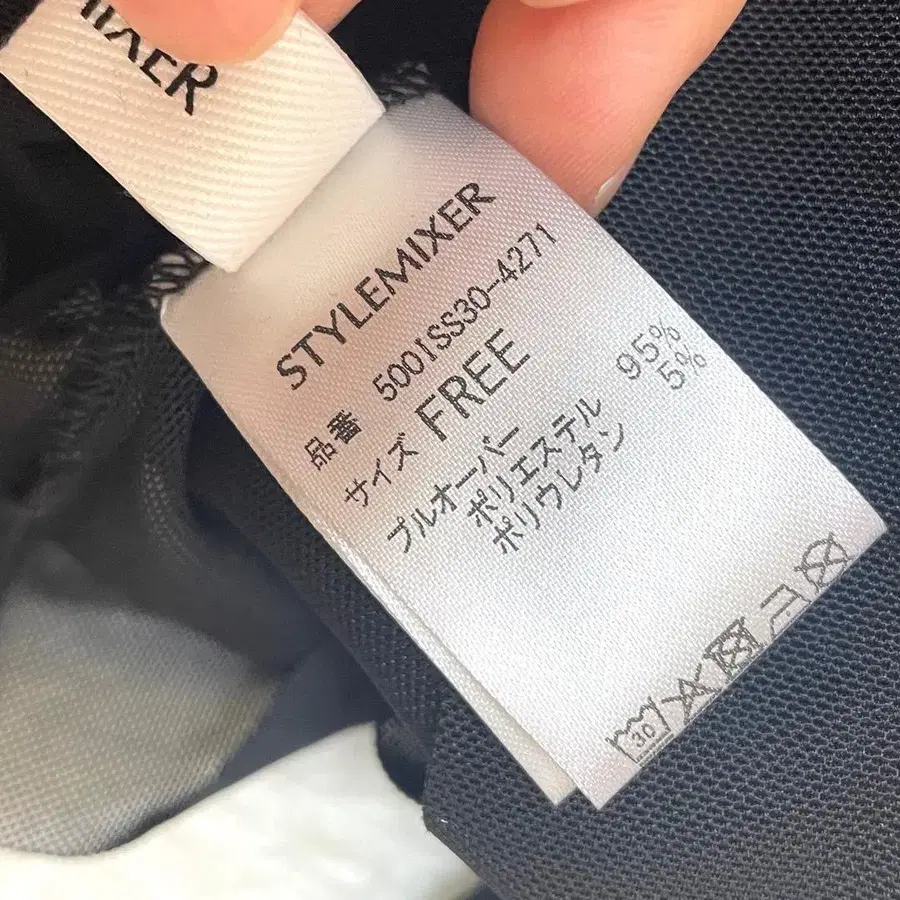 MIXER
STYLEMIXER
品番 5001SS30-4271
サイズ FREE
プルオーバー
ポリエステル 95%
ポリウレタン 5%
30